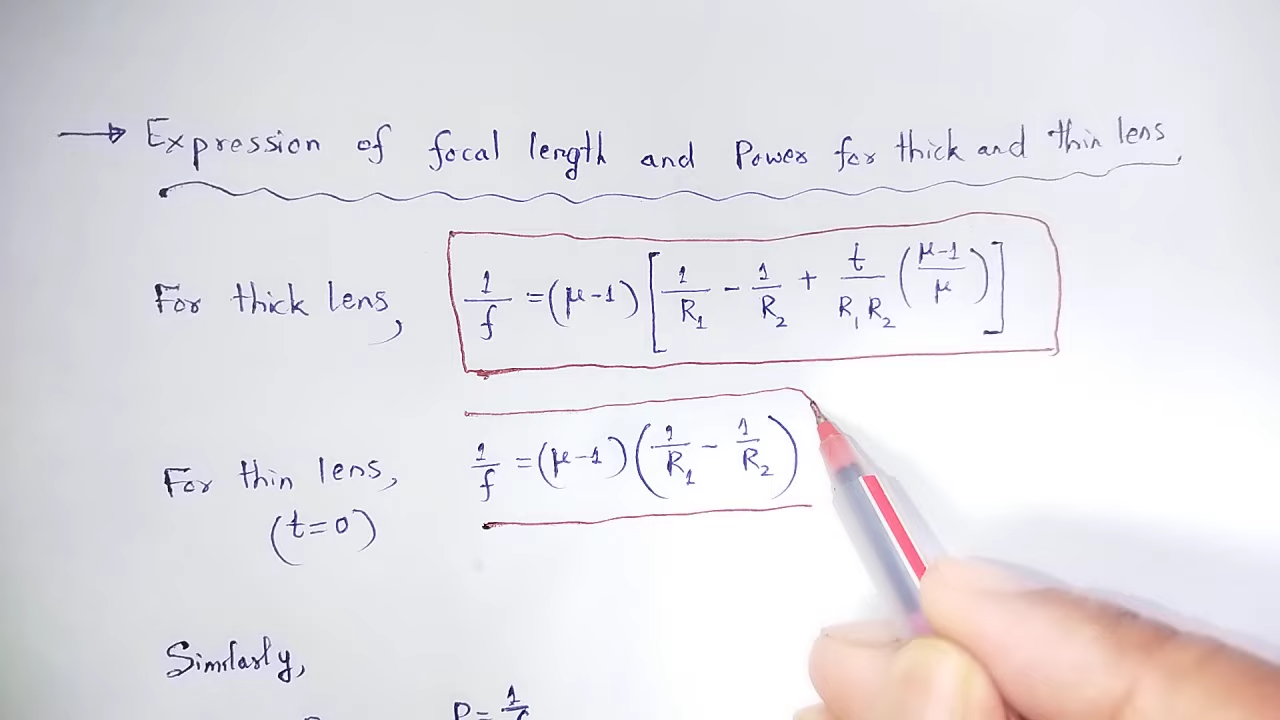 → Expression of focal length and Power for thick and thin lens
For thick lens, 1/f = (μ-1) [1/R₁ - 1/R₂ + t/R₁R₂ (μ-1/μ)]
For thin lens, 1/f = (μ-1) (1/R₁ - 1/R₂)
(t=0)
Similarly,
P = 1/